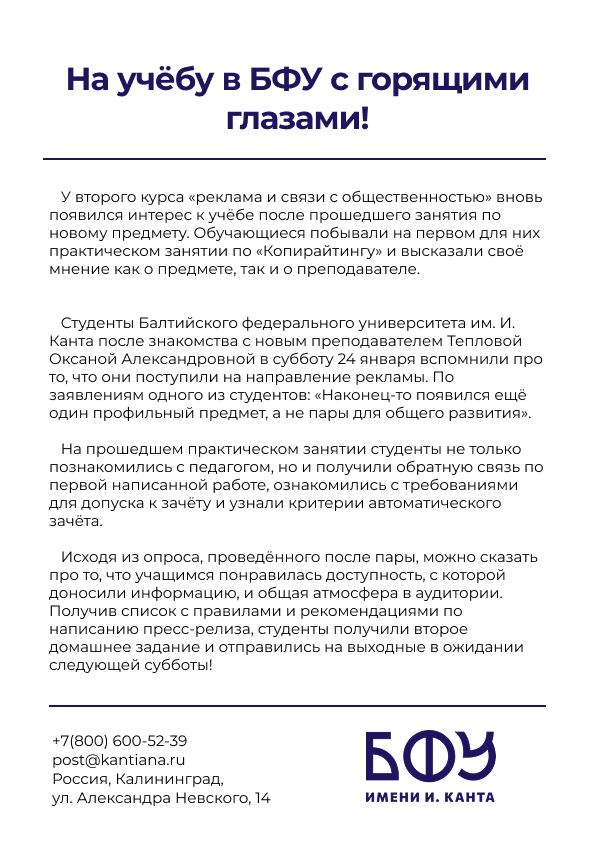 На учёбу в БФУ с горящими
глазами!
У второго курса «реклама и связи с общественностью» вновь
появился интерес к учёбе после прошедшего занятия по
новому предмету. Обучающиеся побывали на первом для них
практическом занятии по «Копирайтингу» и высказали своё
мнение как о предмете, так и о преподавателе.
Студенты Балтийского федерального университета им. И.
Канта после знакомства с новым преподавателем Тепловой
Оксаной Александровной в субботу 24 января вспомнили про
то, что они поступили на направление рекламы. По
заявлениям одного из студентов: «Наконец-то появился ещё
один профильный предмет, а не пары для общего развития».
На прошедшем практическом занятии студенты не только
познакомились с педагогом, но и получили обратную связь по
первой написанной работе, ознакомились с требованиями
для допуска к зачёту и узнали критерии автоматического
зачёта.
Исходя из опроса, проведённого после пары, можно сказать
про то, что учащимся понравилась доступность, с которой
доносили информацию, и общая атмосфера в аудитории.
Получив список с правилами и рекомендациями по
написанию пресс-релиза, студенты получили второе
домашнее задание и отправились на выходные в ожидании
следующей субботы!
+7(800) 600-52-39
post@kantiana.ru
Россия, Калининград,
ул. Александра Невского, 14
БФУ
ИМЕНИ И. КАНТА